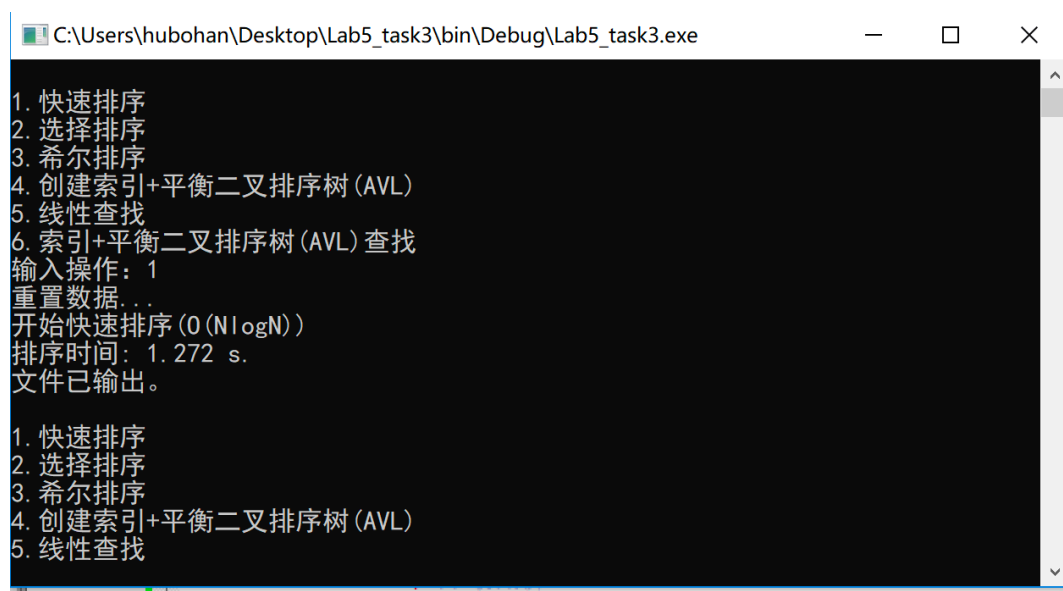 C:\Users\hubohan\Desktop\Lab5_task3\bin\Debug\Lab5_task3.exe
1.快速排序
2.选择排序
3.希尔排序
4.创建索引+平衡二叉排序树(AVL)
5.线性查找
6.索引+平衡二叉排序树(AVL)查找
输入操作：1
重置数据...
开始快速排序(O(NlogN))
排序时间: 1.272 s.
文件已输出。
1.快速排序
2.选择排序
3.希尔排序
4.创建索引+平衡二叉排序树(AVL)
5.线性查找